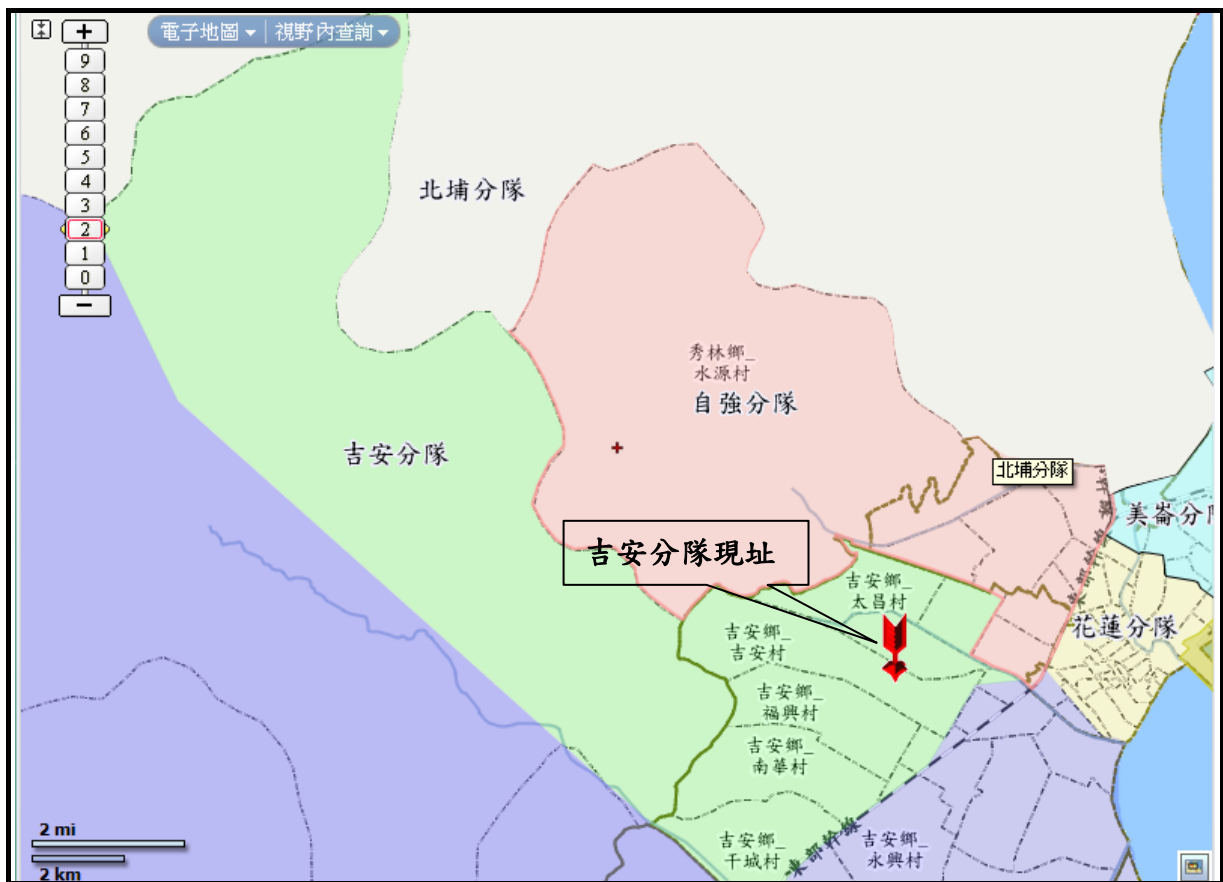 電子地圖 視野內查詢
+
9
8
7
6
5
4
3
2
1
0
−
北埔分隊
秀林鄉_
水源村
自強分隊
吉安分隊
北埔分隊
美崙分
吉安分隊現址
吉安鄉_
太昌村
花蓮分隊
吉安鄉_
吉安村
吉安鄉_
福興村
吉安鄉_
南華村
吉安鄉_
干城村
東部幹線
吉安鄉_
永興村
2 mi
2 km